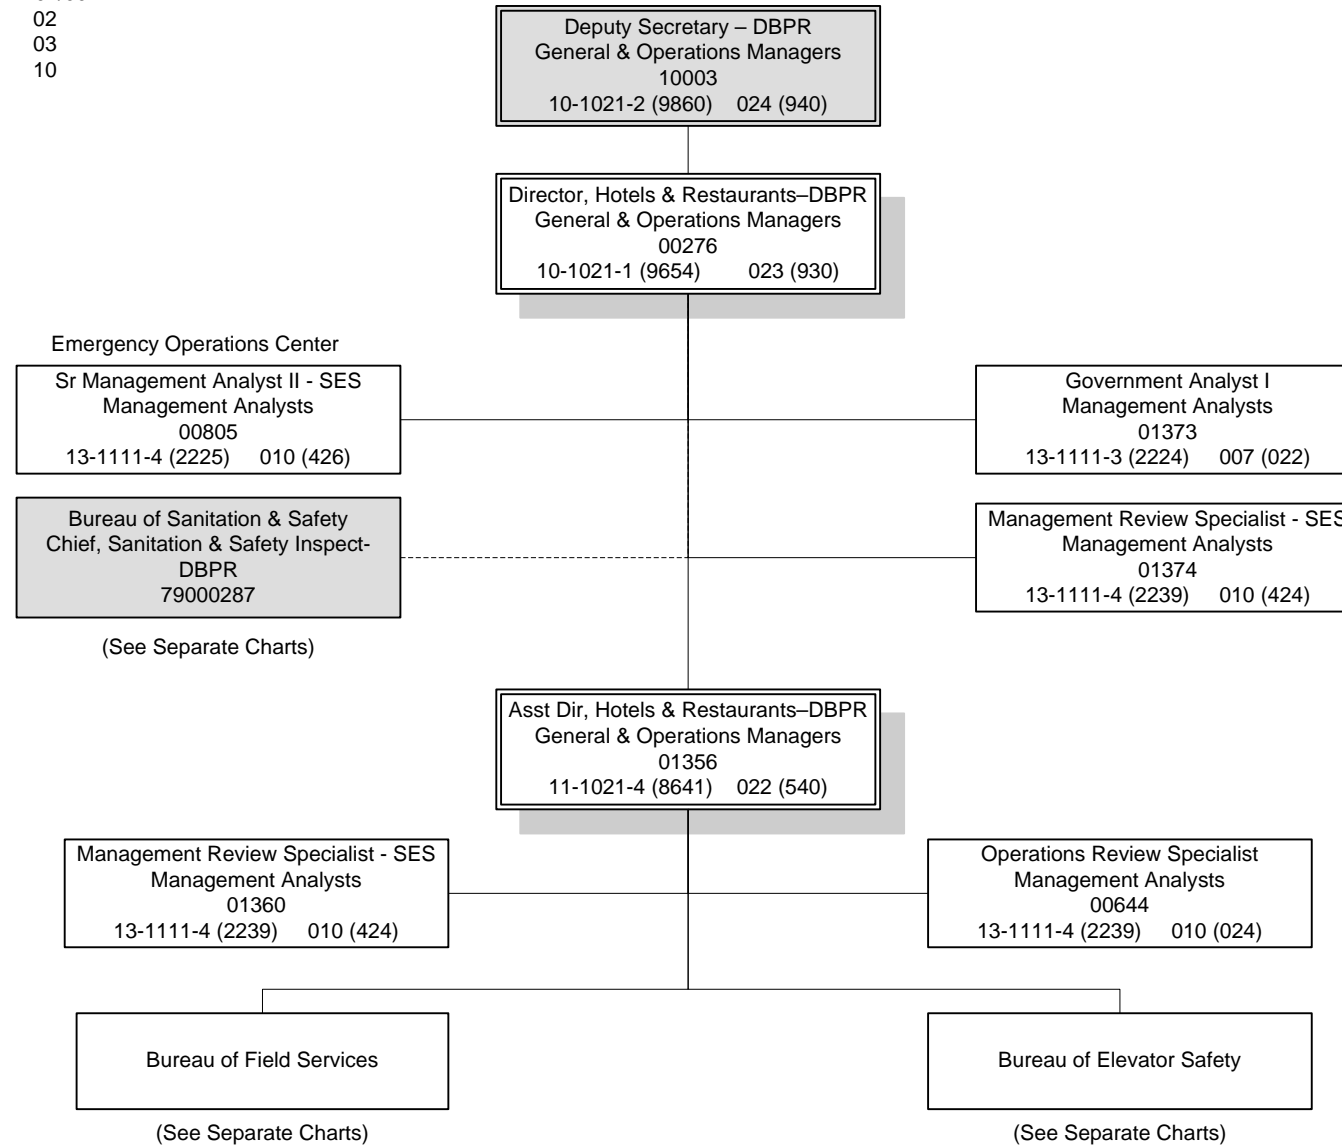 02
03
10
Deputy Secretary – DBPR
General & Operations Managers
10003
10-1021-2 (9860) 024 (940)
Director, Hotels & Restaurants–DBPR
General & Operations Managers
00276
10-1021-1 (9654) 023 (930)
Emergency Operations Center
Sr Management Analyst II - SES
Management Analysts
00805
13-1111-4 (2225) 010 (426)
Government Analyst I
Management Analysts
01373
13-1111-3 (2224) 007 (022)
Bureau of Sanitation & Safety
Chief, Sanitation & Safety Inspect-
DBPR
79000287
(See Separate Charts)
Management Review Specialist - SES
Management Analysts
01374
13-1111-4 (2239) 010 (424)
Asst Dir, Hotels & Restaurants–DBPR
General & Operations Managers
01356
11-1021-4 (8641) 022 (540)
Management Review Specialist - SES
Management Analysts
01360
13-1111-4 (2239) 010 (424)
Operations Review Specialist
Management Analysts
00644
13-1111-4 (2239) 010 (024)
Bureau of Field Services
(See Separate Charts)
Bureau of Elevator Safety
(See Separate Charts)